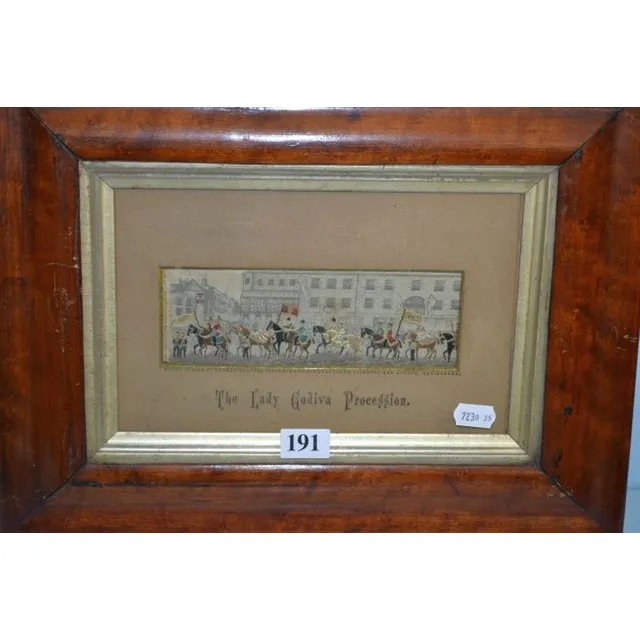 The Lady Godiva Procession.
7230 35
191